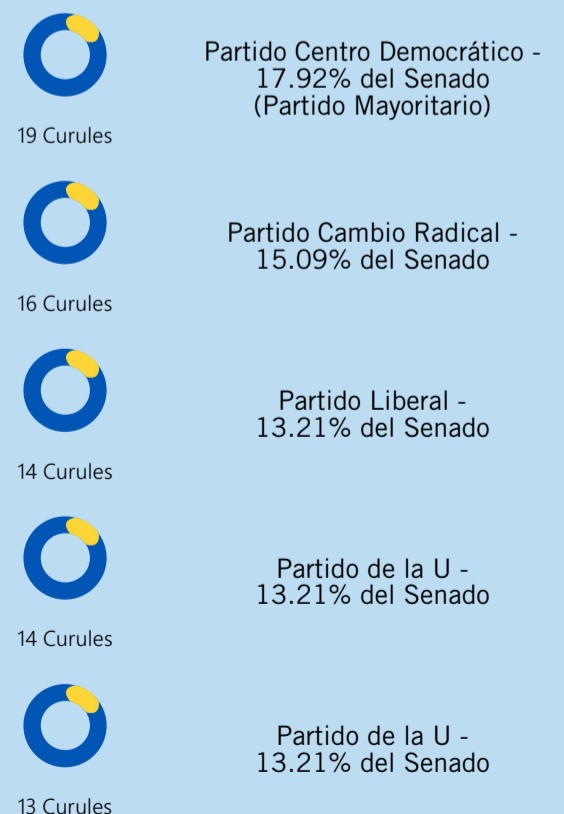 Partido Centro Democrático -
17.92% del Senado
(Partido Mayoritario)
19 Curules
Partido Cambio Radical -
15.09% del Senado
16 Curules
Partido Liberal -
13.21% del Senado
14 Curules
Partido de la U -
13.21% del Senado
14 Curules
Partido de la U -
13.21% del Senado
13 Curules